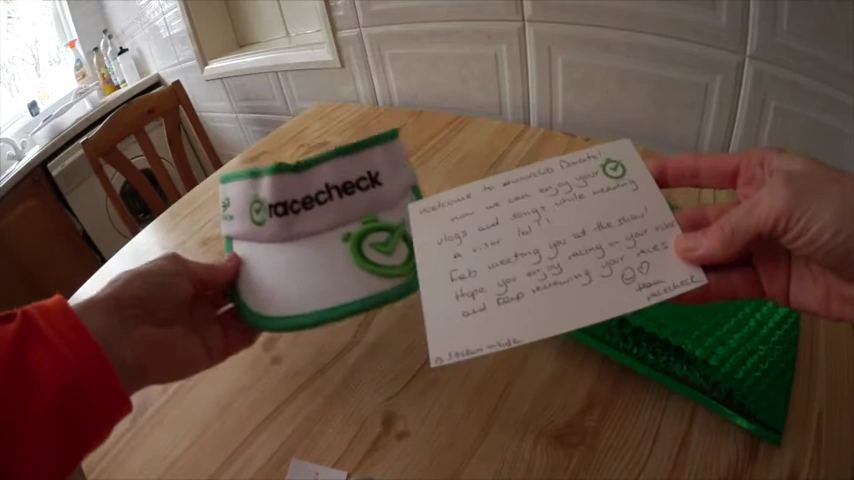 racecheck
Welcome to Donato!
now we can enjoy your
vlogs and songs while wearing
a visor lol!!
Feb meeting you at the show!
Hope you enjoy racing in your visor
and keep reviewing your races
team
racecheck